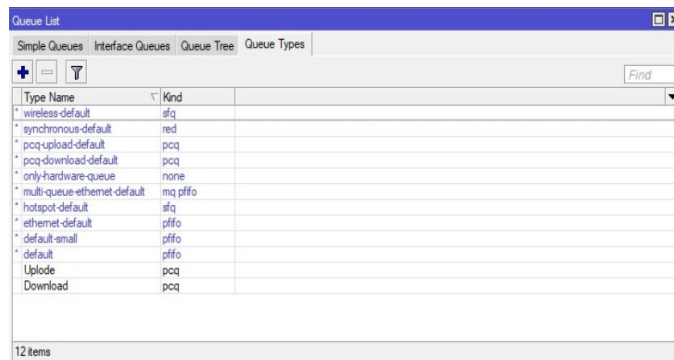 Queue List
Simple Queues Interface Queues Queue Tree Queue Types
Find
Type Name Kind
* wireless-default sfq
* synchronous-default red
* pcq-upload-default pcq
* pcq-download-default pcq
* only-hardware-queue none
* multi-queue-ethernet-default mq pfifo
* hotspot-default sfq
* ethernet-default pfifo
* default-small pfifo
* default pfifo
Uplode pcq
Download pcq
12 items